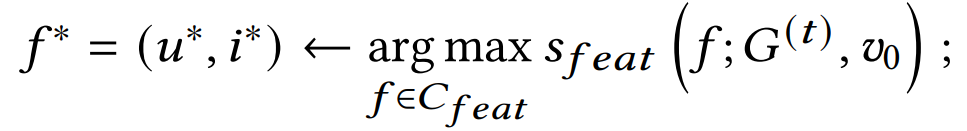 f* = (u*, i*) ← arg max s_feat (f; G^(t), v_0) ;
f∈C_feat